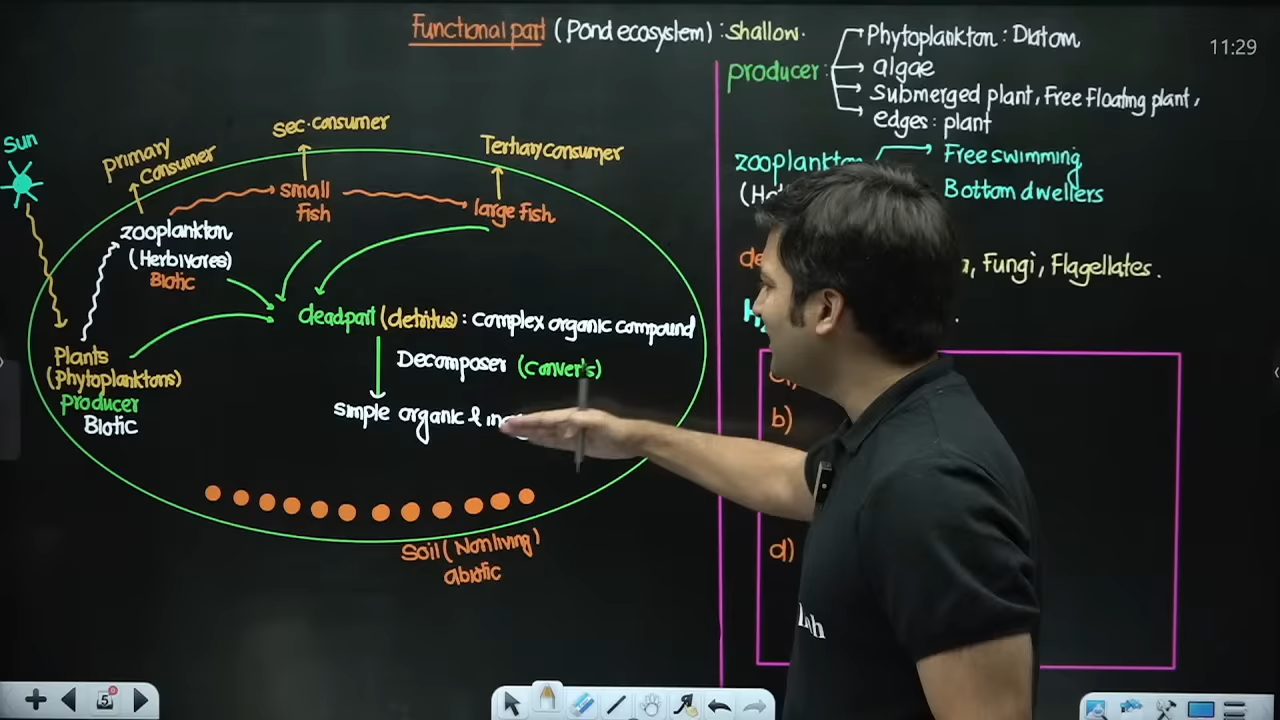 Functional part (Pond ecosystem) : shallow.
11:29
producer :
Phytoplankton : Diatom
algae
Submerged plant, Free Floating plant,
edges : plant
zooplankton
Free swimming
Bottom dwellers
Fungi, Flagellates.
b)
d)
Sun
primary
consumer
sec. consumer
Tertiary consumer
small
Fish
large Fish
zooplankton
(Herbivores)
Biotic
deadpart (detritus) : complex organic compound
Decomposer (conver's)
simple organic &
Plants
(Phytoplanktons)
producer
Biotic
Soil (Nonliving)
abiotic
5